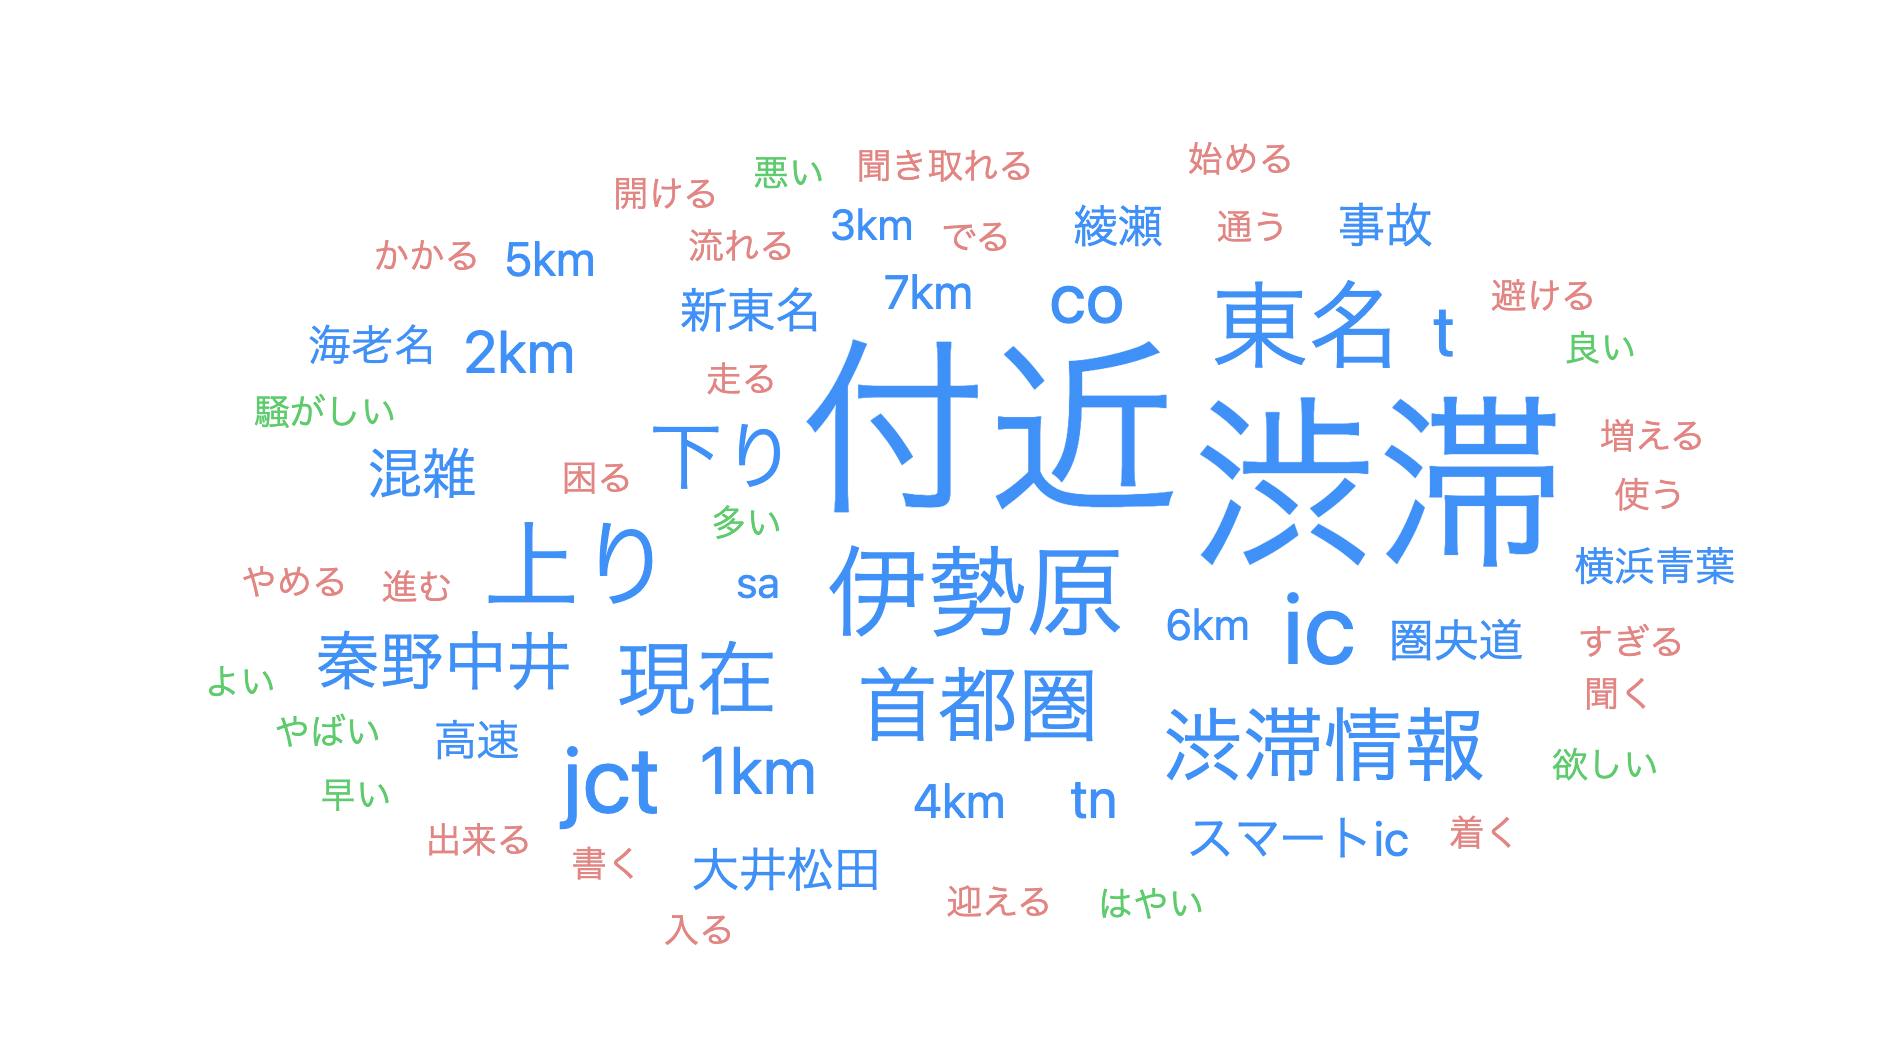 始める
悪い
聞き取れる
開ける
3km
でる
綾瀬
通う
事故
かかる
5km
流れる
新東名
7km
co
東名
t
避ける
海老名
2km
良い
走る
付近
騒がしい
下り
渋滞
増える
混雑
困る
使う
多い
上り
伊勢原
横浜青葉
やめる
進む
sa
6km
ic
圏央道
すぎる
よい
秦野中井
現在
首都圏
聞く
やばい
高速
渋滞情報
欲しい
早い
jct
1km
4km
tn
出来る
書く
大井松田
スマートic
着く
迎える
はやい
入る